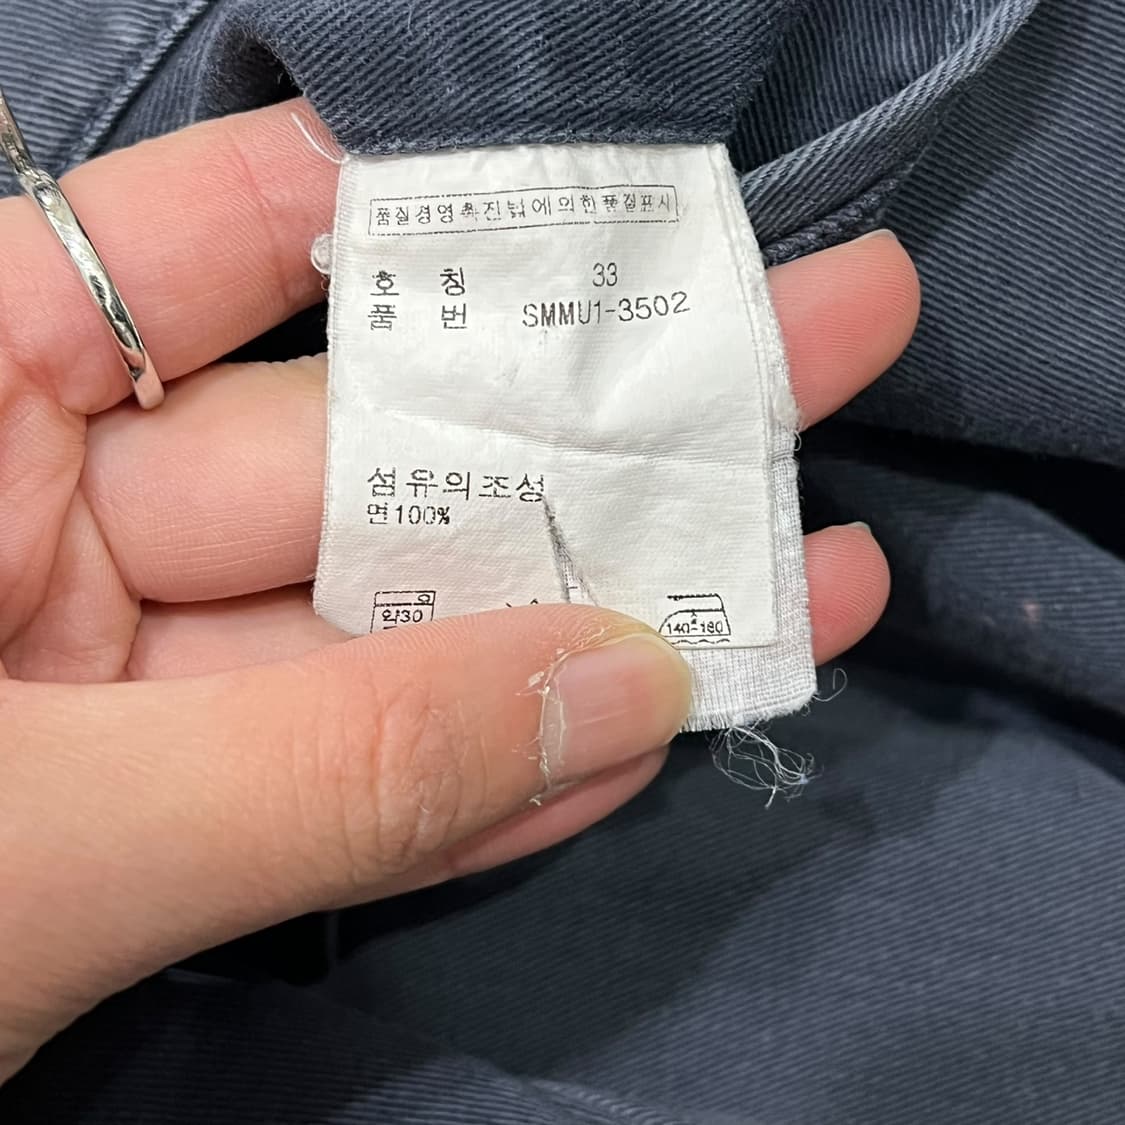 품질경영촉진법에의한품질표시
호 칭 33
품 번 SMMU1-3502
섬유의조성
면100%
약30
140~180